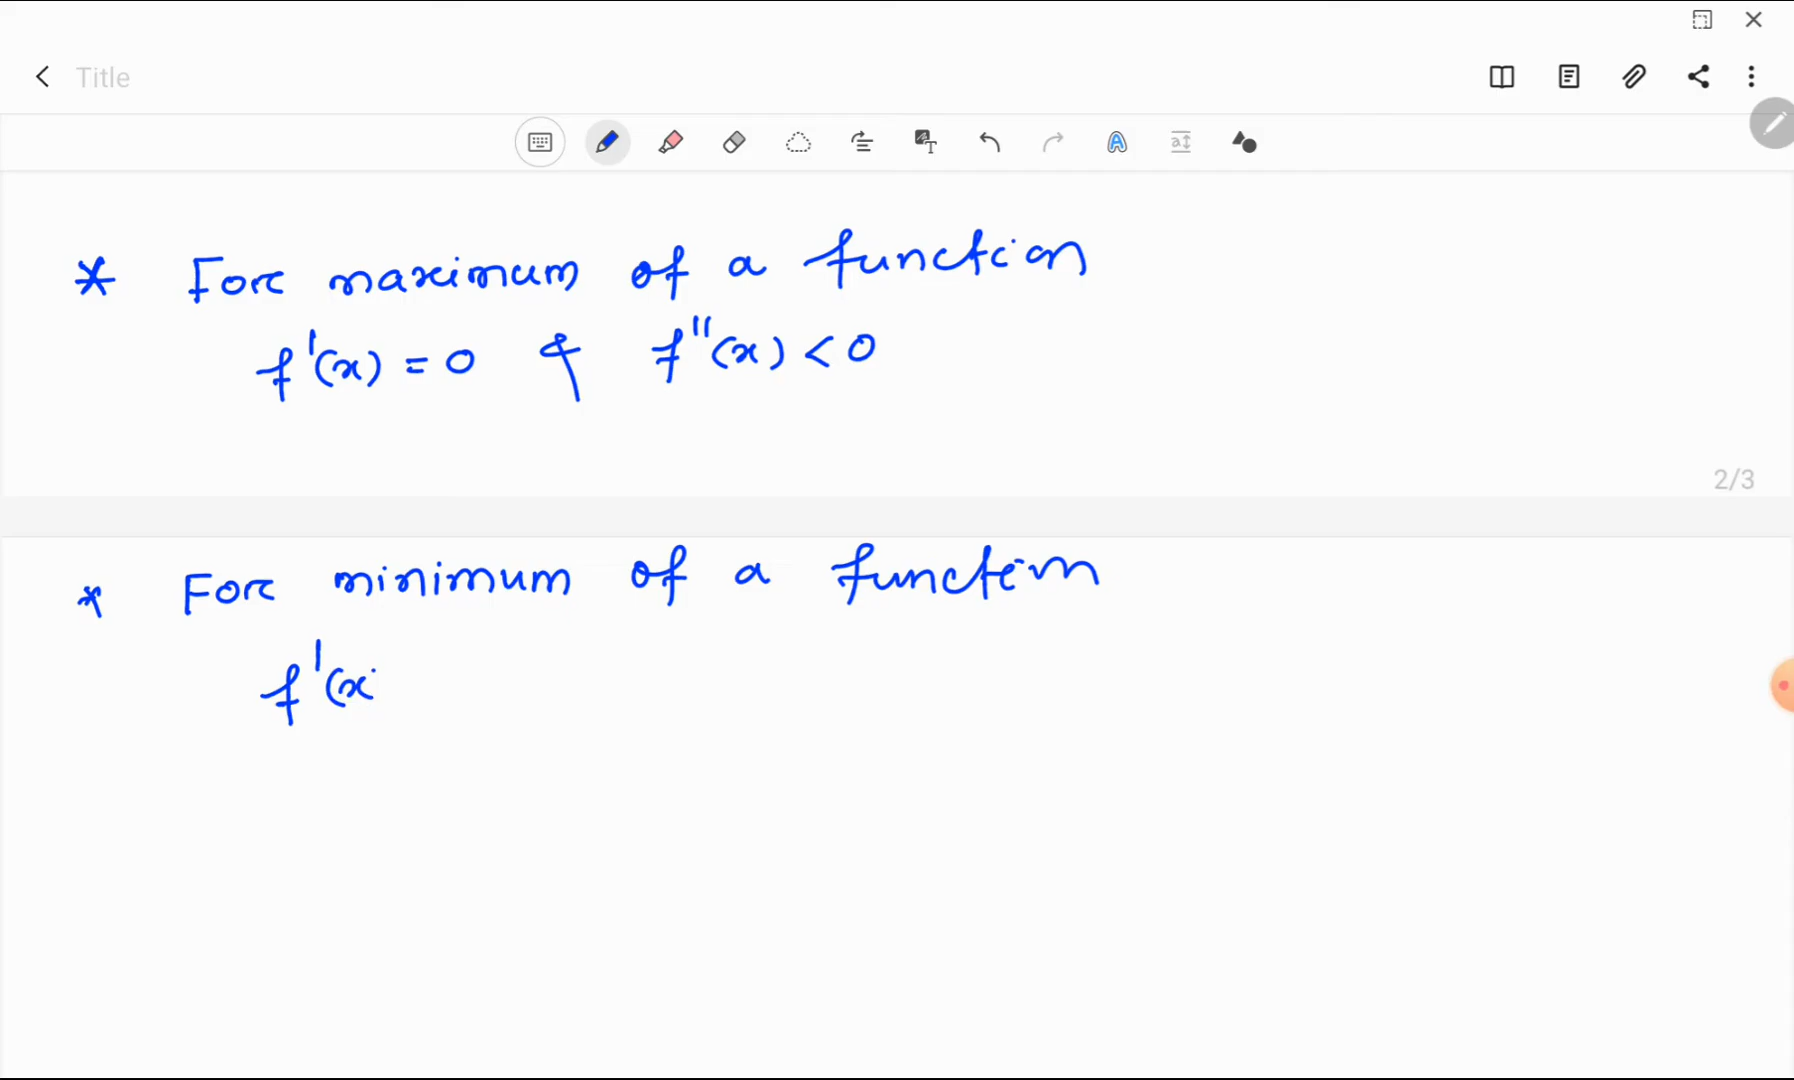 Title
* For maximum of a function
f'(x) = 0 & f''(x) < 0
2/3
* For minimum of a function
f'(x